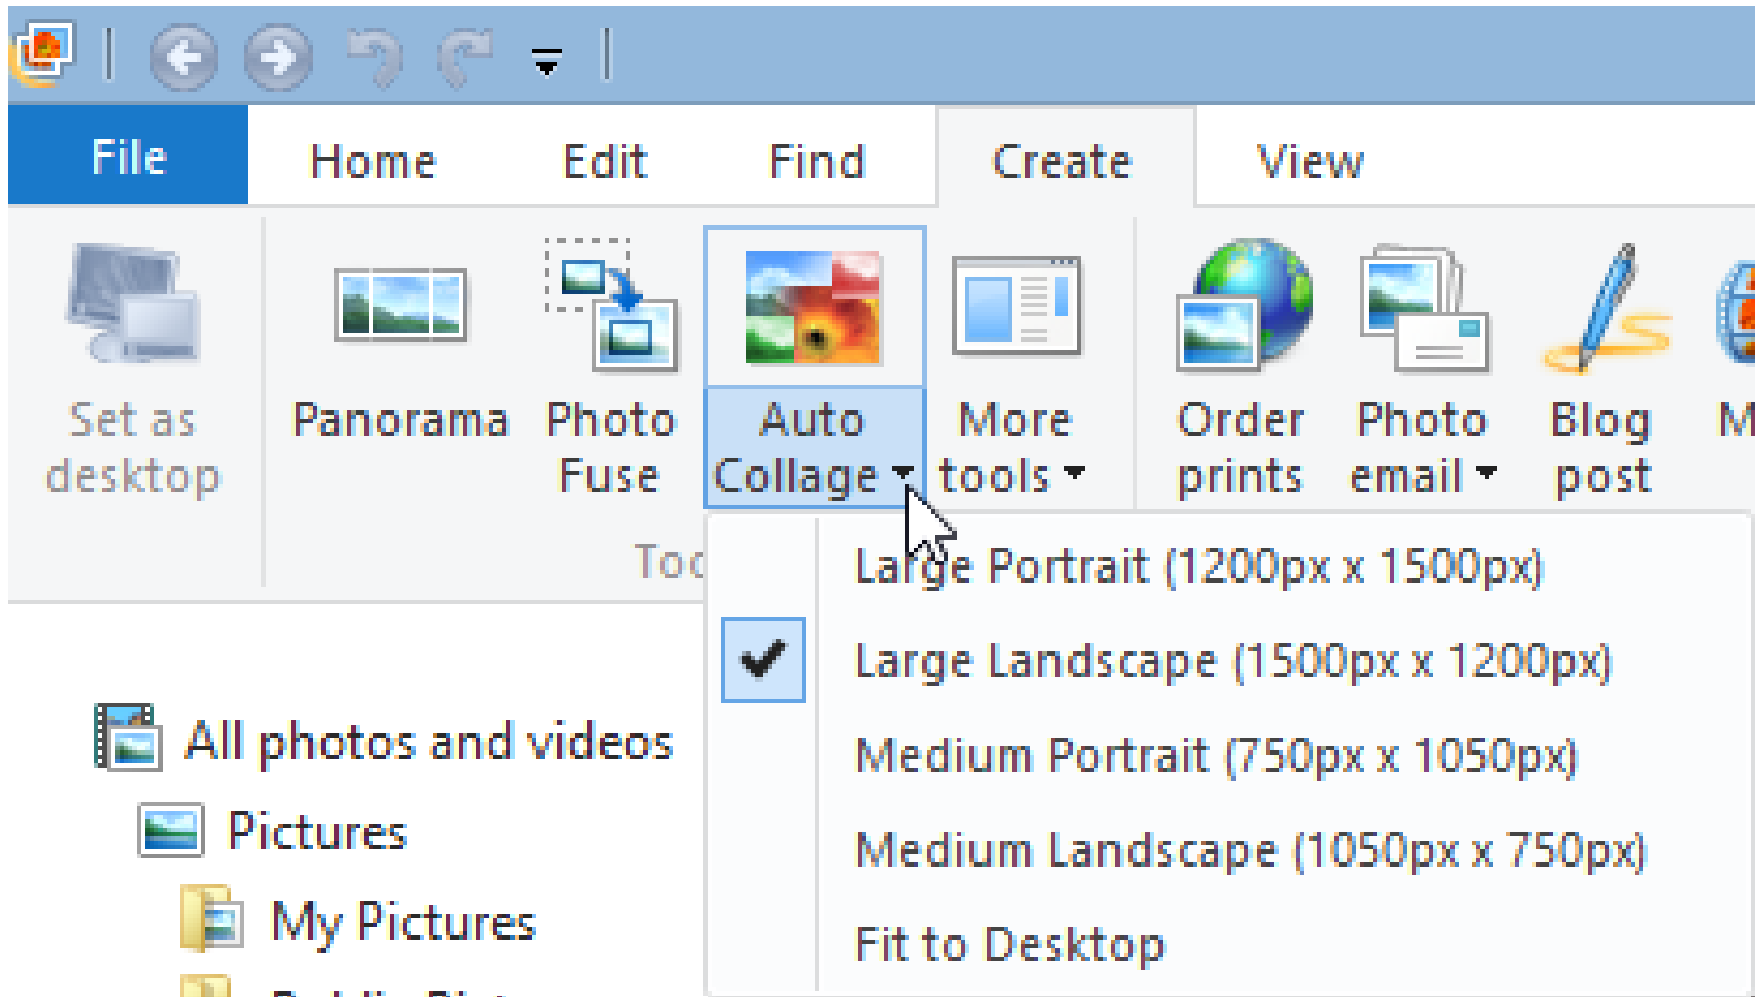 File Home Edit Find Create View
Set as desktop
Panorama
Photo Fuse
Auto Collage
More tools
Order prints
Photo email
Blog post
Large Portrait (1200px x 1500px)
Large Landscape (1500px x 1200px)
Medium Portrait (750px x 1050px)
Medium Landscape (1050px x 750px)
Fit to Desktop
All photos and videos
Pictures
My Pictures